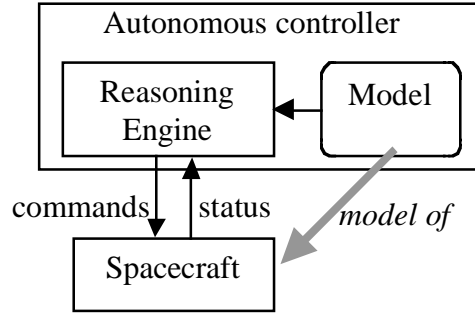 Autonomous controller
Reasoning
Engine
Model
commands
status
model of
Spacecraft